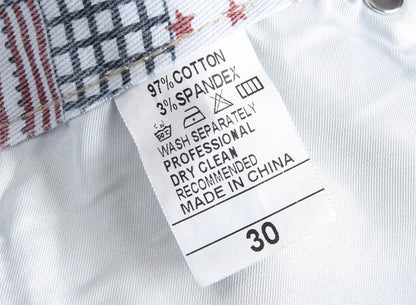 97% COTTON
3% SPANDEX
WASH SEPARATELY
PROFESSIONAL
DRY CLEAN
RECOMMENDED
MADE IN CHINA
30